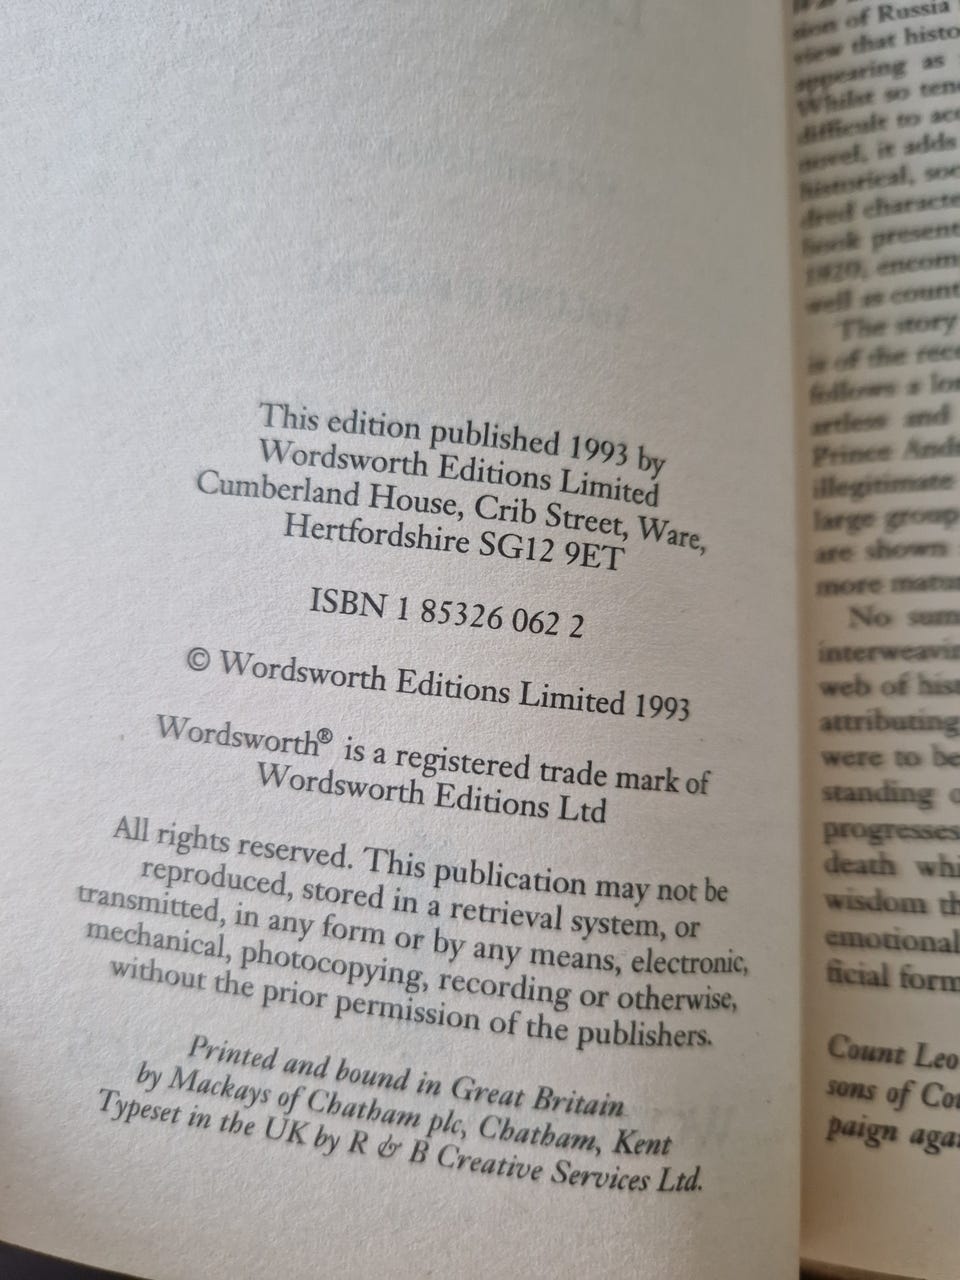 This edition published 1993 by
Wordsworth Editions Limited
Cumberland House, Crib Street, Ware,
Hertfordshire SG12 9ET
ISBN 1 85326 062 2
© Wordsworth Editions Limited 1993
Wordsworth® is a registered trade mark of
Wordsworth Editions Ltd
All rights reserved. This publication may not be
reproduced, stored in a retrieval system, or
transmitted, in any form or by any means, electronic,
mechanical, photocopying, recording or otherwise,
without the prior permission of the publishers.
Printed and bound in Great Britain
by Mackays of Chatham plc, Chatham, Kent
Typeset in the UK by R & B Creative Services Ltd.
tion of Russia
view that histo
appearing as
Whilst so ten
difficult to acc
novel, it adds
historical, soc
dred characte
book present
1820, encom
well as count
The story
is of the rece
follows a lo
artless and
Prince And
illegitimate
large group
are shown
more matu
No sum
interweavin
web of hist
attributing
were to be
standing o
progresses
death whi
wisdom th
emotional
ficial form
Count Leo
sons of Cou
paign aga